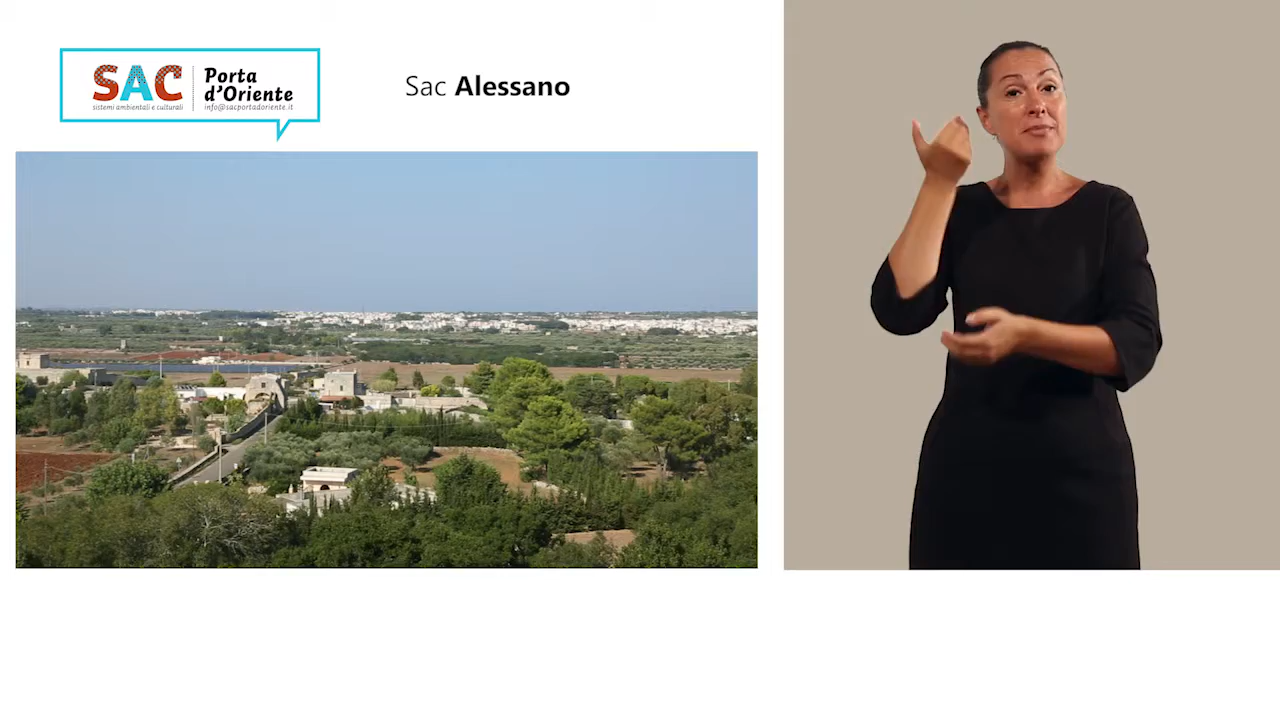 SAC
sistemi ambientali e culturali
Porta
d'Oriente
info@sacportadoriente.it
Sac Alessano